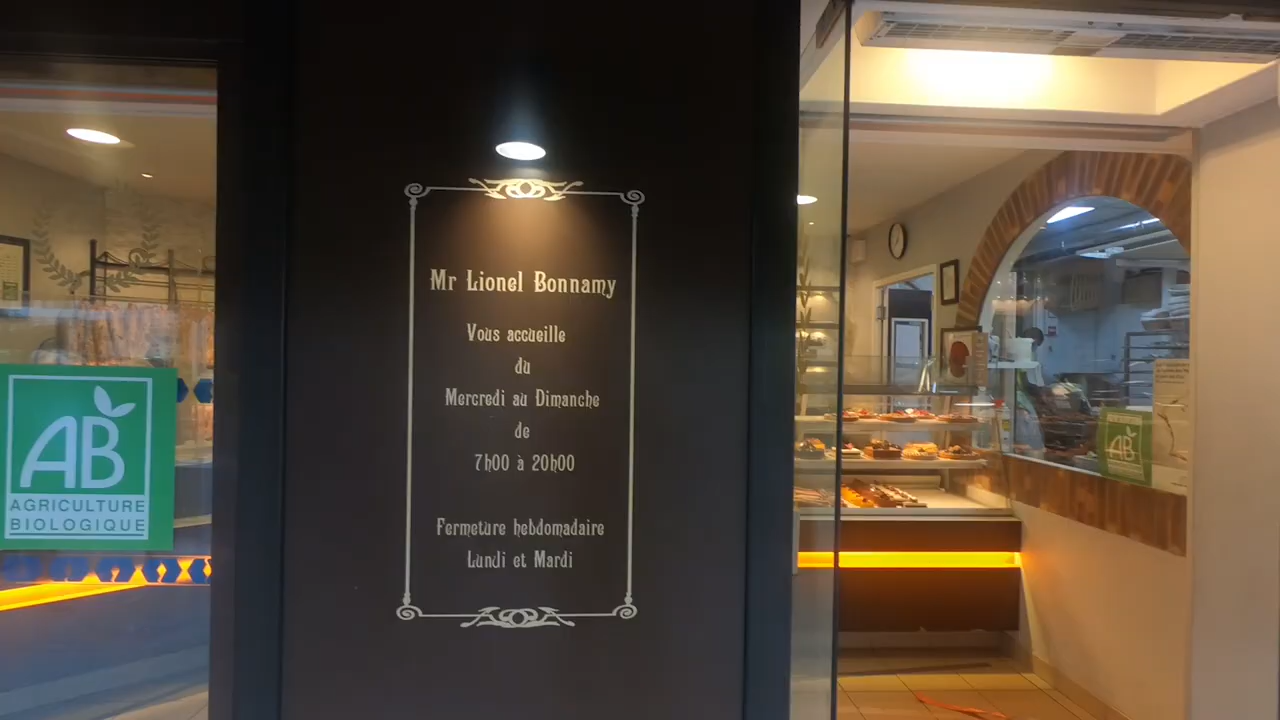 Mr Lionel Bonnamy
Vous accueille
du
Mercredi au Dimanche
de
7h00 à 20h00
Fermeture hebdomadaire
Lundi et Mardi
AB
AGRICULTURE
BIOLOGIQUE
AB